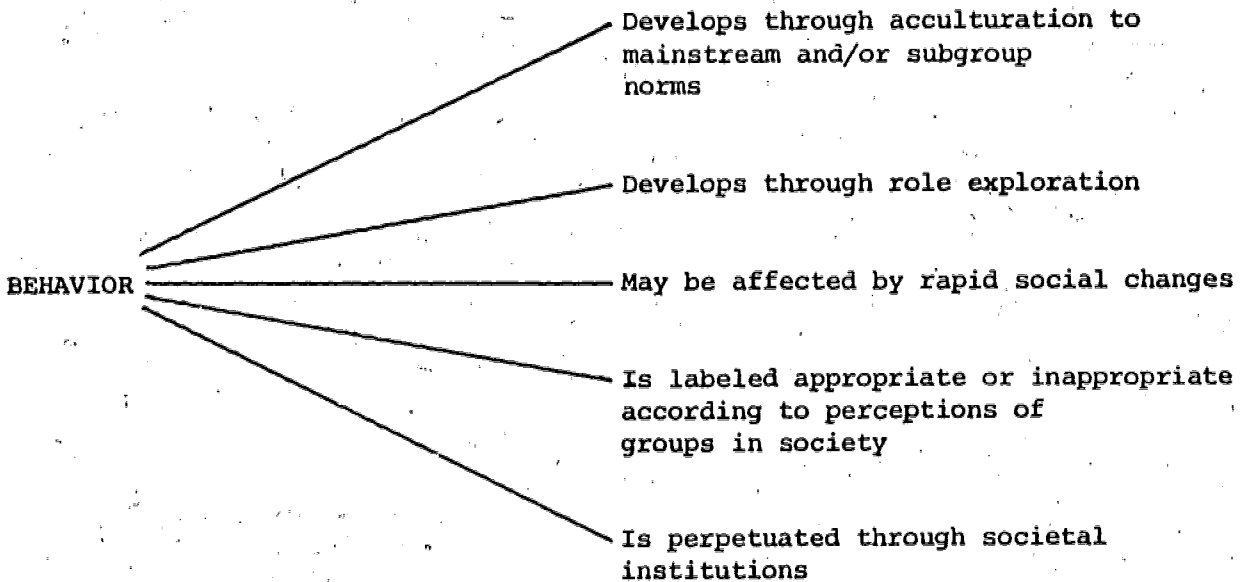 Develops through acculturation to
mainstream and/or subgroup
norms
Develops through role exploration
BEHAVIOR
May be affected by rapid social changes
Is labeled appropriate or inappropriate
according to perceptions of
groups in society
Is perpetuated through societal
institutions